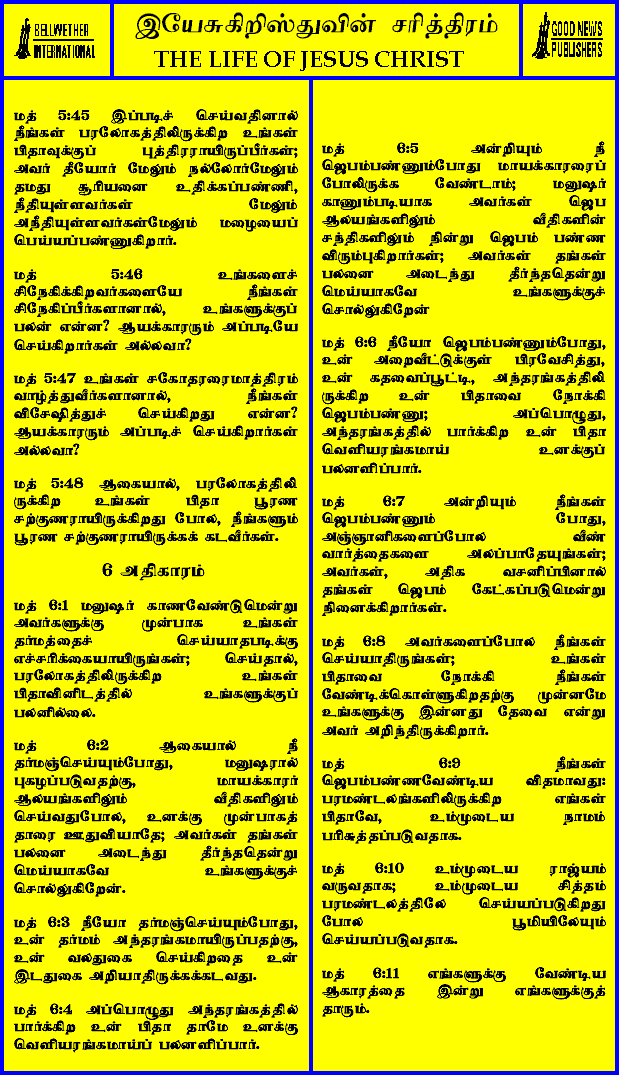 BELLWETHER
INTERNATIONAL
இயேசுகிறிஸ்துவின் சரித்திரம்
THE LIFE OF JESUS CHRIST
GOOD NEWS
PUBLISHERS
மத் 5:45 இப்படிச் செய்வதினால்
நீங்கள் பரலோகத்திலிருக்கிற உங்கள்
பிதாவுக்குப் புத்திரராயிருப்பீர்கள்;
அவர் தீயோர் மேலும் நல்லோர்மேலும்
தமது சூரியனை உதிக்கப்பண்ணி,
நீதியுள்ளவர்கள் மேலும்
அநீதியுள்ளவர்கள்மேலும் மழையைப்
பெய்யப்பண்ணுகிறார்.
மத் 5:46 உங்களைச்
சிநேகிக்கிறவர்களையே நீங்கள்
சிநேகிப்பீர்களானால், உங்களுக்குப்
பலன் என்ன? ஆயக்காரரும் அப்படியே
செய்கிறார்கள் அல்லவா?
மத் 5:47 உங்கள் சகோதரரைமாத்திரம்
வாழ்த்துவீர்களானால், நீங்கள்
விசேஷித்துச் செய்கிறது என்ன?
ஆயக்காரரும் அப்படிச் செய்கிறார்கள்
அல்லவா?
மத் 5:48 ஆகையால், பரலோகத்திலி
ருக்கிற உங்கள் பிதா பூரண
சற்குணராயிருக்கிறது போல, நீங்களும்
பூரண சற்குணராயிருக்கக் கடவீர்கள்.
6 அதிகாரம்
மத் 6:1 மனுஷர் காணவேண்டுமென்று
அவர்களுக்கு முன்பாக உங்கள்
தர்மத்தைச் செய்யாதபடிக்கு
எச்சரிக்கையாயிருங்கள்; செய்தால்,
பரலோகத்திலிருக்கிற உங்கள்
பிதாவினிடத்தில் உங்களுக்குப்
பலனில்லை.
மத் 6:2 ஆகையால் நீ
தர்மஞ்செய்யும்போது, மனுஷரால்
புகழப்படுவதற்கு, மாயக்காரர்
ஆலயங்களிலும் வீதிகளிலும்
செய்வதுபோல, உனக்கு முன்பாகத்
தாரை ஊதுவியாதே; அவர்கள் தங்கள்
பலனை அடைந்து தீர்ந்ததென்று
மெய்யாகவே உங்களுக்குச்
சொல்லுகிறேன்.
மத் 6:3 நீயோ தர்மஞ்செய்யும்போது,
உன் தர்மம் அந்தரங்கமாயிருப்பதற்கு,
உன் வலதுகை செய்கிறதை உன்
இடதுகை அறியாதிருக்கக்கடவது.
மத் 6:4 அப்பொழுது அந்தரங்கத்தில்
பார்க்கிற உன் பிதா தாமே உனக்கு
வெளியரங்கமாய்ப் பலனளிப்பார்.
மத் 6:5 அன்றியும் நீ
ஜெபம்பண்ணும்போது மாயக்காரரைப்
போலிருக்க வேண்டாம்; மனுஷர்
காணும்படியாக அவர்கள் ஜெப
ஆலயங்களிலும் வீதிகளின்
சந்திகளிலும் நின்று ஜெபம் பண்ண
விரும்புகிறார்கள்; அவர்கள் தங்கள்
பலனை அடைந்து தீர்ந்ததென்று
மெய்யாகவே உங்களுக்குச்
சொல்லுகிறேன்
மத் 6:6 நீயோ ஜெபம்பண்ணும்போது,
உன் அறைவீட்டுக்குள் பிரவேசித்து,
உன் கதவைப்பூட்டி, அந்தரங்கத்திலி
ருக்கிற உன் பிதாவை நோக்கி
ஜெபம்பண்ணு; அப்பொழுது,
அந்தரங்கத்தில் பார்க்கிற உன் பிதா
வெளியரங்கமாய் உனக்குப்
பலனளிப்பார்.
மத் 6:7 அன்றியும் நீங்கள்
ஜெபம்பண்ணும் போது,
அஞ்ஞானிகளைப்போல வீண்
வார்த்தைகளை அலப்பாதேயுங்கள்;
அவர்கள், அதிக வசனிப்பினால்
தங்கள் ஜெபம் கேட்கப்படுமென்று
நினைக்கிறார்கள்.
மத் 6:8 அவர்களைப்போல நீங்கள்
செய்யாதிருங்கள்; உங்கள்
பிதாவை நோக்கி நீங்கள்
வேண்டிக்கொள்ளுகிறதற்கு முன்னமே
உங்களுக்கு இன்னது தேவை என்று
அவர் அறிந்திருக்கிறார்.
மத் 6:9 நீங்கள்
ஜெபம்பண்ணவேண்டிய விதமாவது:
பரமண்டலங்களிலிருக்கிற எங்கள்
பிதாவே, உம்முடைய நாமம்
பரிசுத்தப்படுவதாக.
மத் 6:10 உம்முடைய ராஜ்யம்
வருவதாக; உம்முடைய சித்தம்
பரமண்டலத்திலே செய்யப்படுகிறது
போல பூமியிலேயும்
செய்யப்படுவதாக.
மத் 6:11 எங்களுக்கு வேண்டிய
ஆகாரத்தை இன்று எங்களுக்குத்
தாரும்.